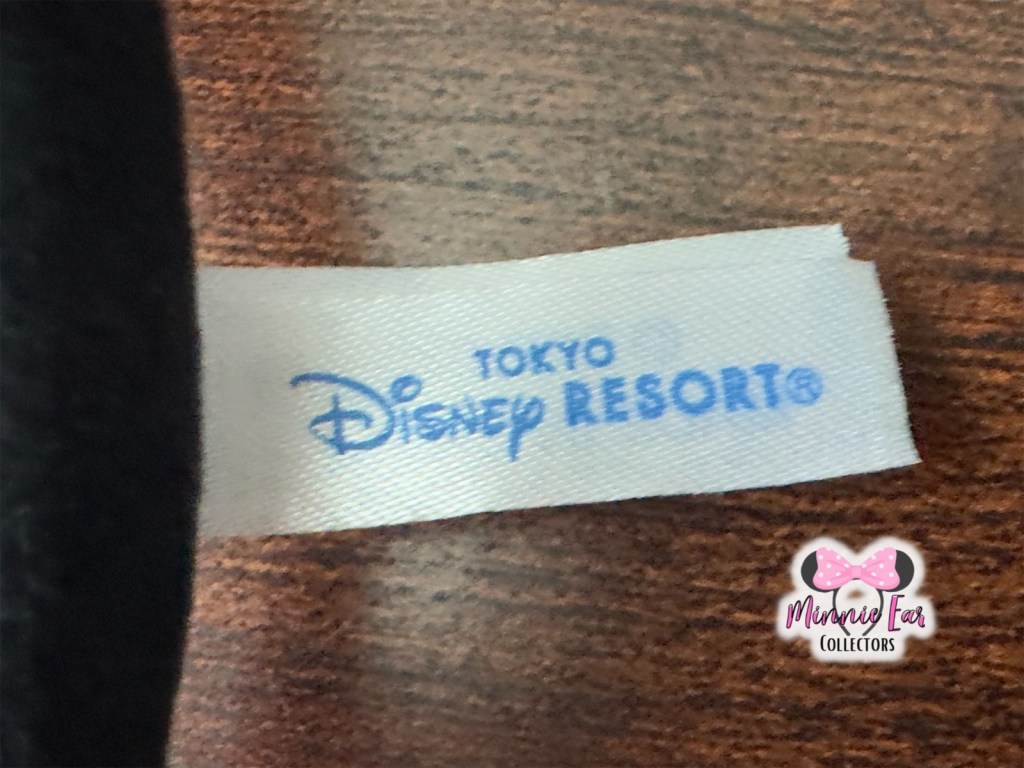 TOKYO
Disney RESORT®
Minnie Ear
COLLECTORS